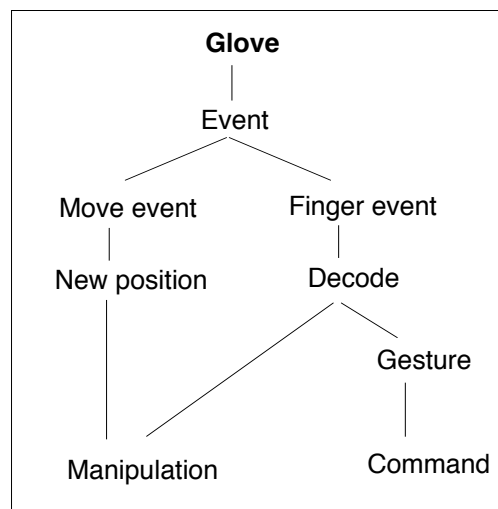 Glove
Event
Move event
Finger event
New position
Decode
Gesture
Manipulation
Command